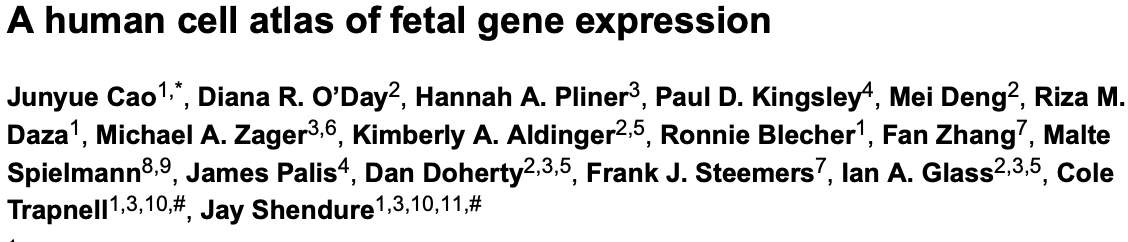 A human cell atlas of fetal gene expression
Junyue Cao1,*, Diana R. O’Day2, Hannah A. Pliner3, Paul D. Kingsley4, Mei Deng2, Riza M.
Daza1, Michael A. Zager3,6, Kimberly A. Aldinger2,5, Ronnie Blecher1, Fan Zhang7, Malte
Spielmann8,9, James Palis4, Dan Doherty2,3,5, Frank J. Steemers7, Ian A. Glass2,3,5, Cole
Trapnell1,3,10,#, Jay Shendure1,3,10,11,#